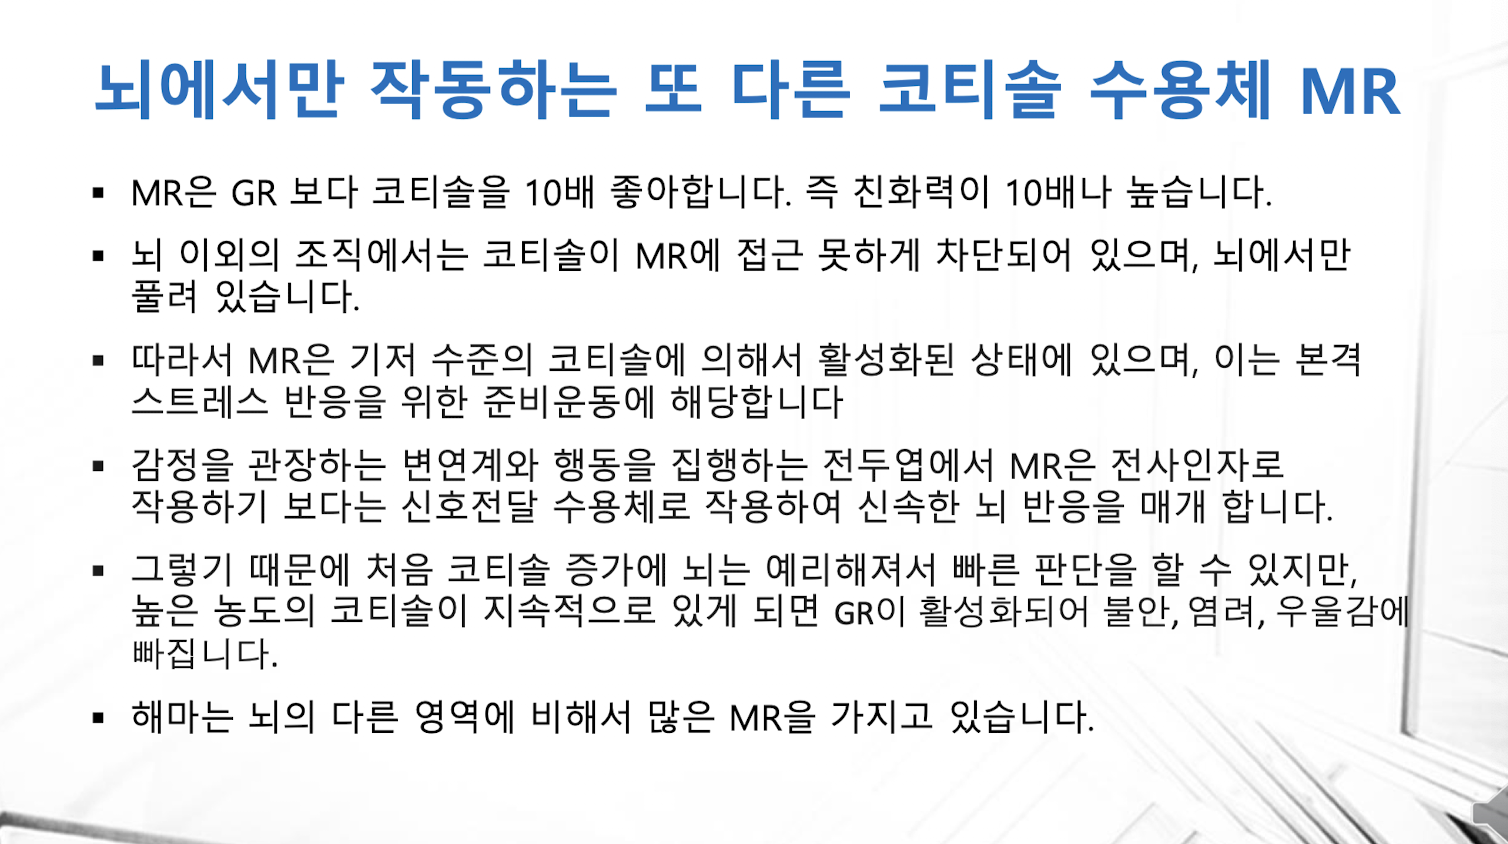 뇌에서만 작동하는 또 다른 코티솔 수용체 MR
▪ MR은 GR 보다 코티솔을 10배 좋아합니다. 즉 친화력이 10배나 높습니다.
▪ 뇌 이외의 조직에서는 코티솔이 MR에 접근 못하게 차단되어 있으며, 뇌에서만
풀려 있습니다.
▪ 따라서 MR은 기저 수준의 코티솔에 의해서 활성화된 상태에 있으며, 이는 본격
스트레스 반응을 위한 준비운동에 해당합니다
▪ 감정을 관장하는 변연계와 행동을 집행하는 전두엽에서 MR은 전사인자로
작용하기 보다는 신호전달 수용체로 작용하여 신속한 뇌 반응을 매개 합니다.
▪ 그렇기 때문에 처음 코티솔 증가에 뇌는 예리해져서 빠른 판단을 할 수 있지만,
높은 농도의 코티솔이 지속적으로 있게 되면 GR이 활성화되어 불안, 염려, 우울감에
빠집니다.
▪ 해마는 뇌의 다른 영역에 비해서 많은 MR을 가지고 있습니다.